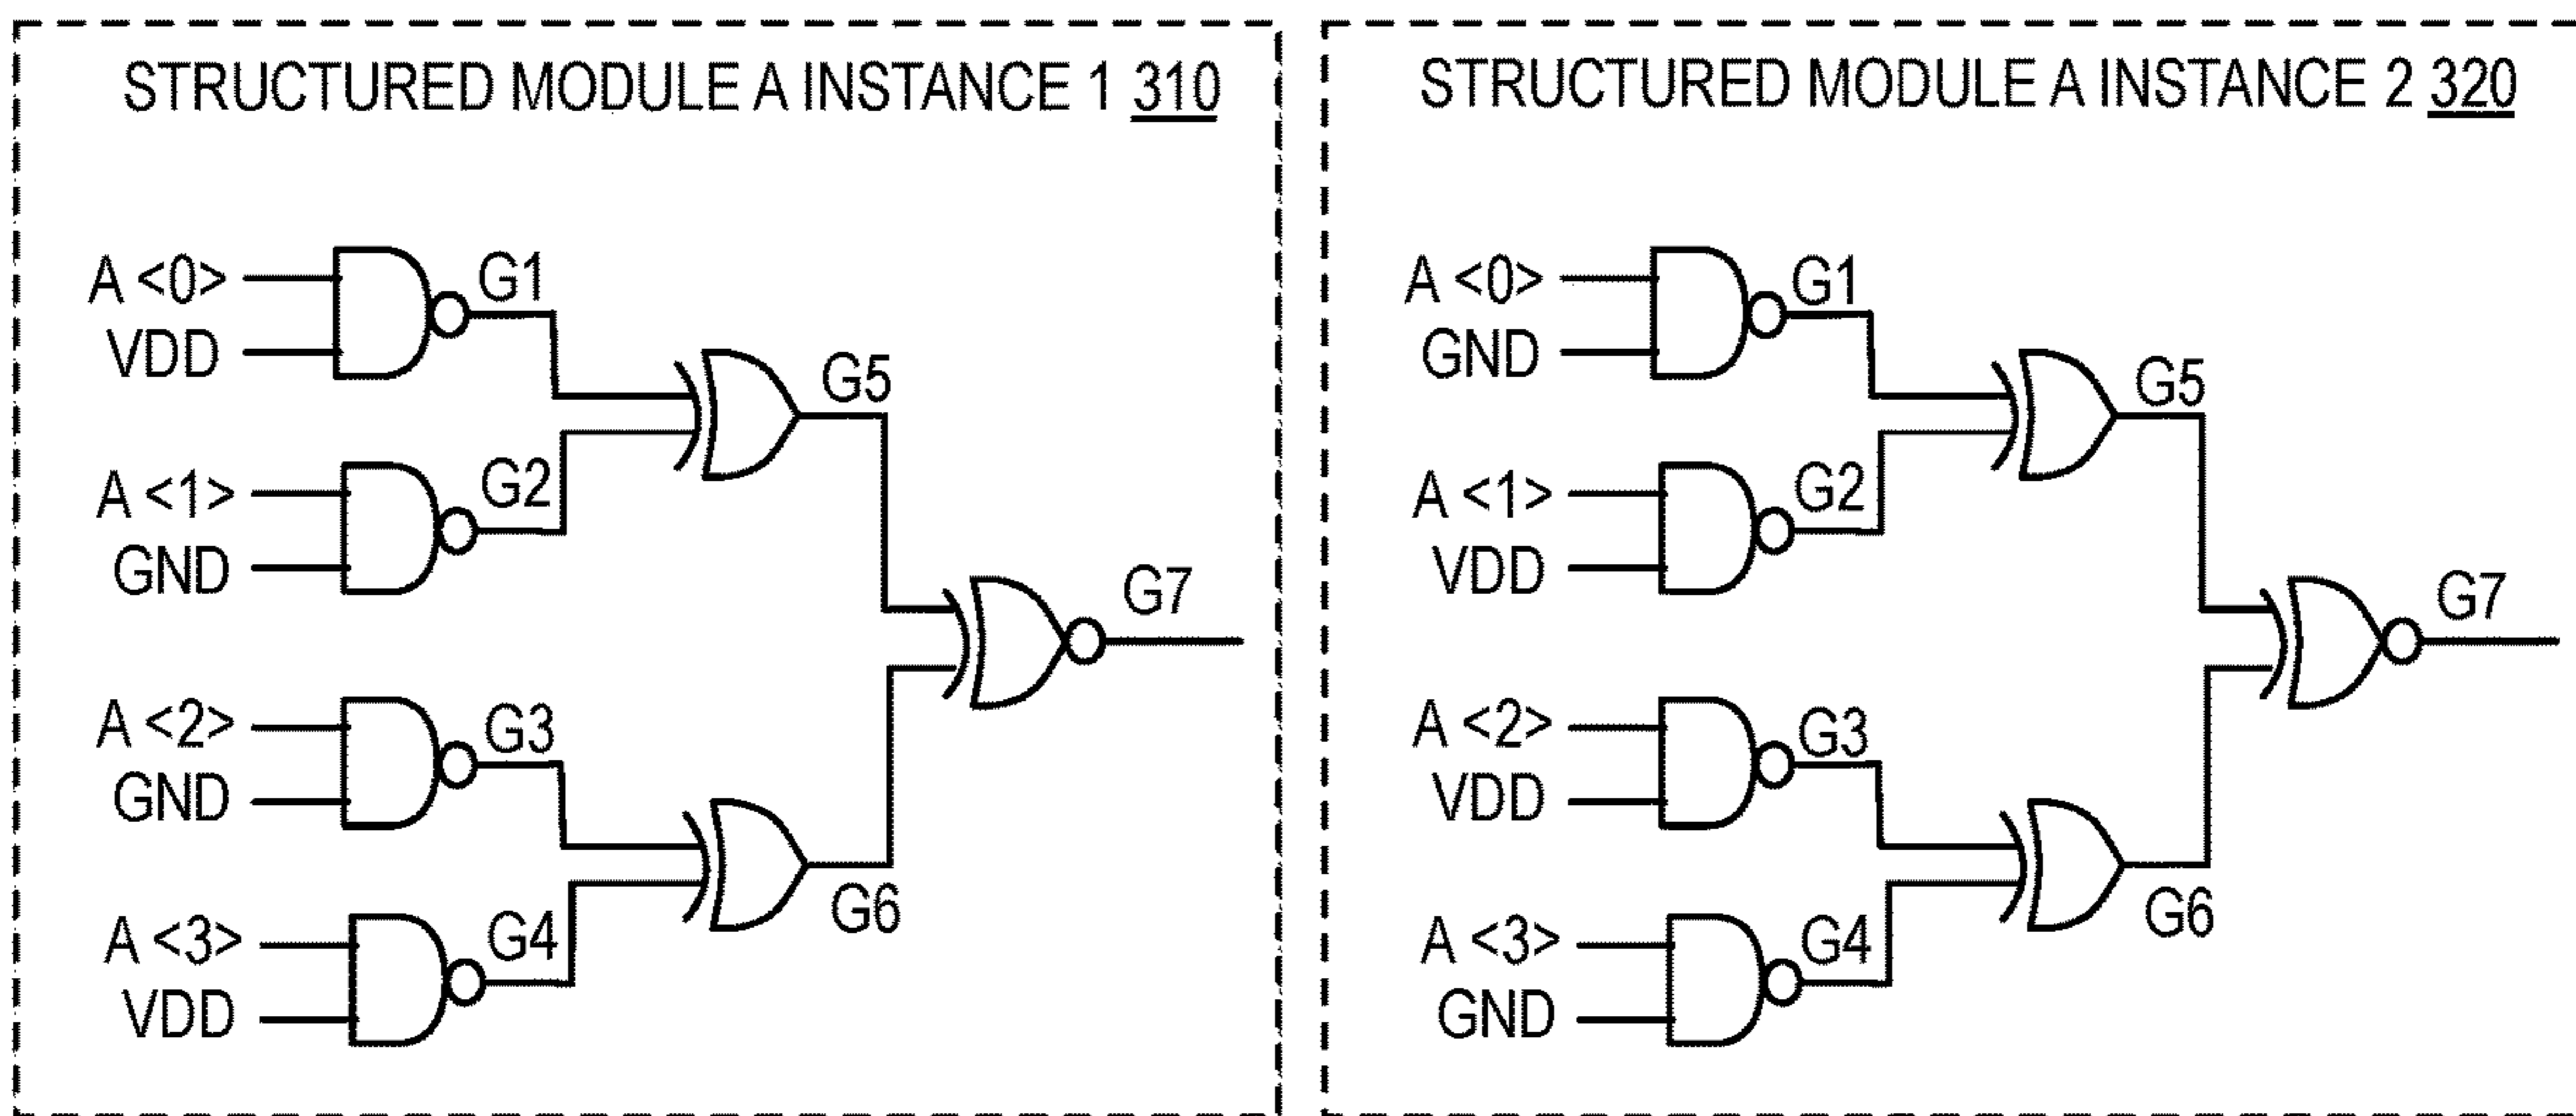 STRUCTURED MODULE A INSTANCE 1 310
A <0>
VDD
G1
A <1>
GND
G2
G5
A <2>
GND
G3
A <3>
VDD
G4
G6
G7
STRUCTURED MODULE A INSTANCE 2 320
A <0>
GND
G1
A <1>
VDD
G2
G5
A <2>
VDD
G3
A <3>
GND
G4
G6
G7